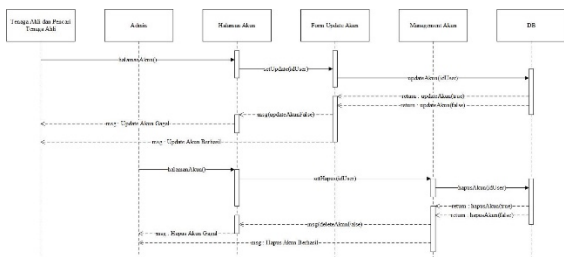 Tenaga Ahli dan Pencari
Tenaga Ahli
Admin
Halaman Akun
Form Update Akun
Management Akun
DB
halamanAkun()
setUpdate(idUser)
updateAkun(idUser)
return : updateAkun(true)
return : updateAkun(false)
msg(updateAkunFalse)
msg : Update Akun Gagal
msg : Update Akun Berhasil
halamanAkun()
setHapus(idUser)
hapusAkun(idUser)
return : hapusAkun(true)
return : hapusAkun(false)
msg(deleteAkun(false)
msg : Hapus Akun Gagal
msg : Hapus Akun Berhasil